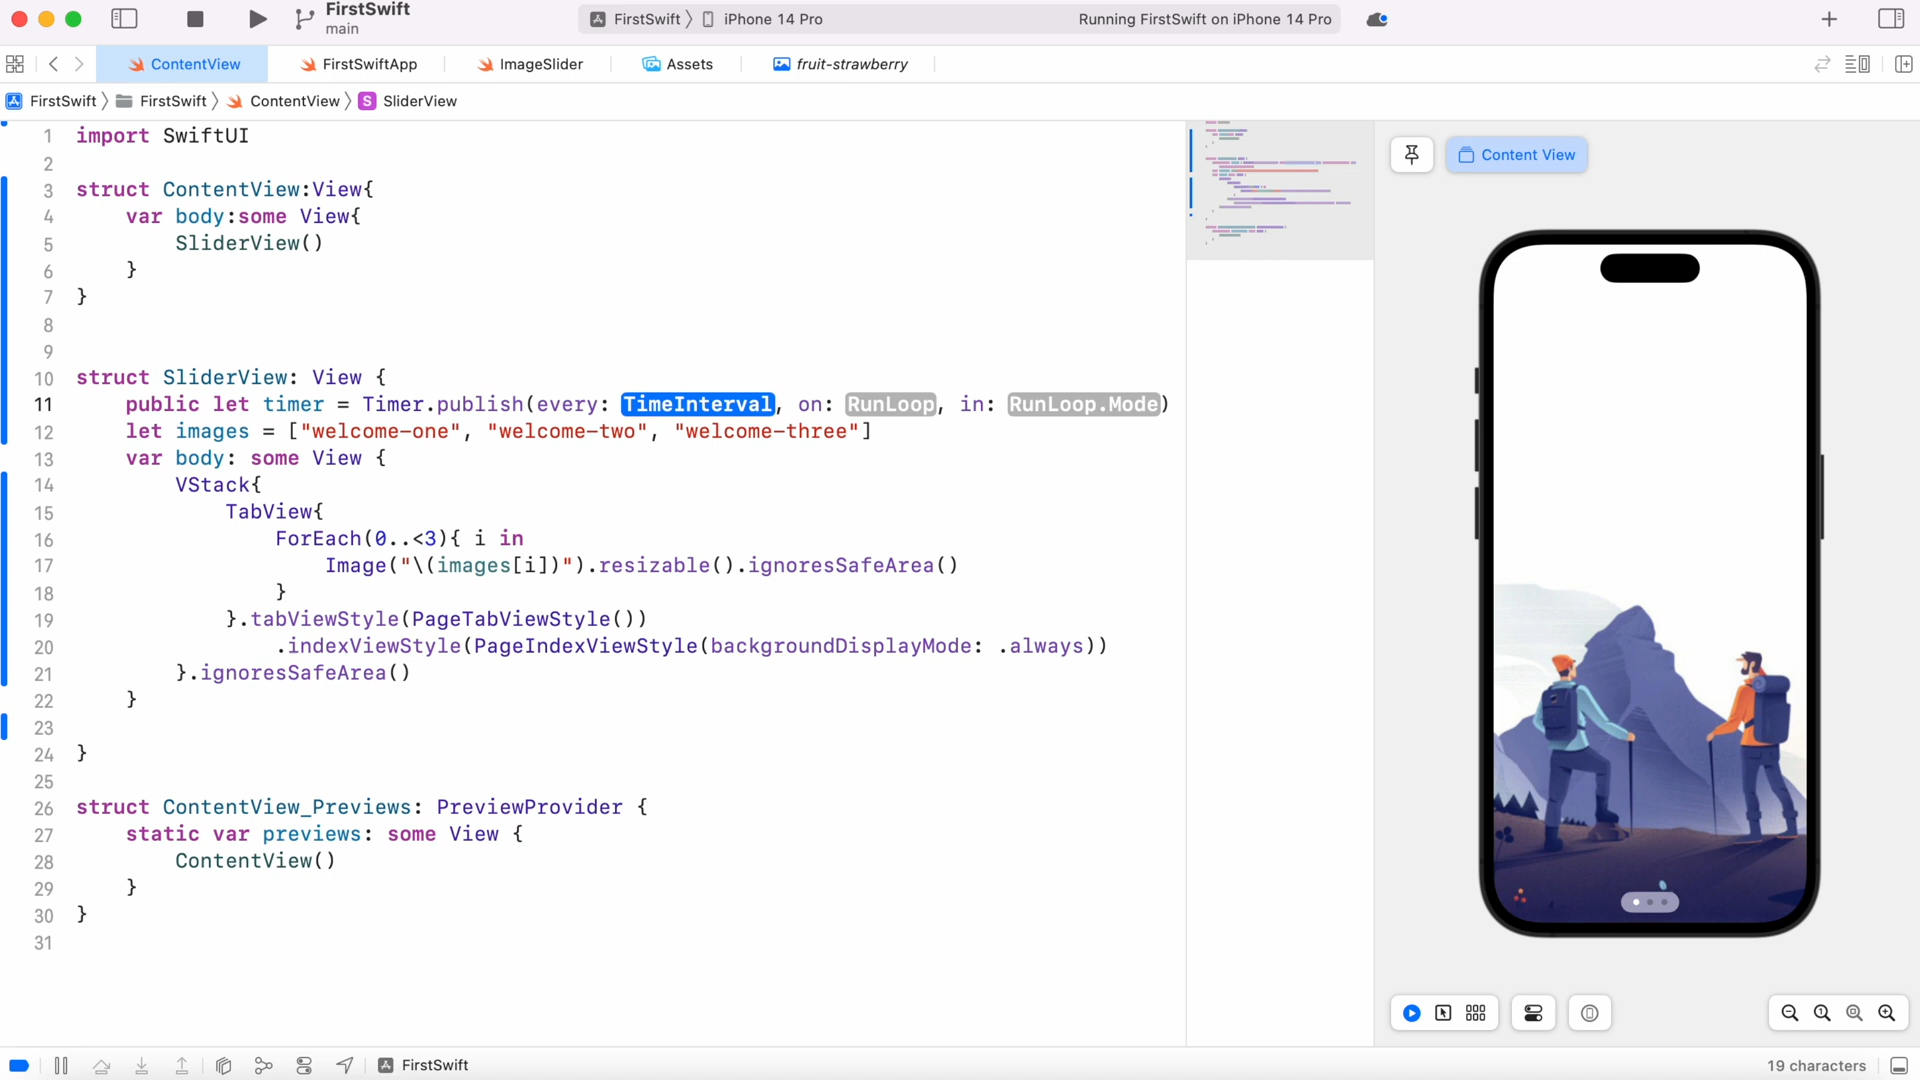 FirstSwift
main
FirstSwift
iPhone 14 Pro
Running FirstSwift on iPhone 14 Pro
ContentView
FirstSwiftApp
ImageSlider
Assets
fruit-strawberry
FirstSwift
FirstSwift
ContentView
S
SliderView
1 import SwiftUI
2
3 struct ContentView:View{
4     var body:some View{
5         SliderView()
6     }
7 }
8
9
10 struct SliderView: View {
11     public let timer = Timer.publish(every: TimeInterval, on: RunLoop, in: RunLoop.Mode)
12     let images = ["welcome-one", "welcome-two", "welcome-three"]
13     var body: some View {
14         VStack{
15             TabView{
16                 ForEach(0..<3){ i in
17                     Image("\(images[i])").resizable().ignoresSafeArea()
18                 }
19             }.tabViewStyle(PageTabViewStyle())
20                 .indexViewStyle(PageIndexViewStyle(backgroundDisplayMode: .always))
21         }.ignoresSafeArea()
22     }
23
24 }
25
26 struct ContentView_Previews: PreviewProvider {
27     static var previews: some View {
28         ContentView()
29     }
30 }
31
Content View
FirstSwift
19 characters